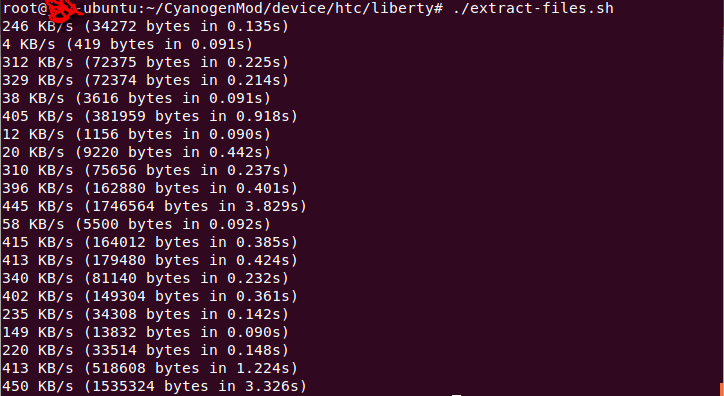 root@-ubuntu:~/CyanogenMod/device/htc/liberty# ./extract-files.sh
246 KB/s (34272 bytes in 0.135s)
4 KB/s (419 bytes in 0.091s)
312 KB/s (72375 bytes in 0.225s)
329 KB/s (72374 bytes in 0.214s)
38 KB/s (3616 bytes in 0.091s)
405 KB/s (381959 bytes in 0.918s)
12 KB/s (1156 bytes in 0.090s)
20 KB/s (9220 bytes in 0.442s)
310 KB/s (75656 bytes in 0.237s)
396 KB/s (162880 bytes in 0.401s)
445 KB/s (1746564 bytes in 3.829s)
58 KB/s (5500 bytes in 0.092s)
415 KB/s (164012 bytes in 0.385s)
413 KB/s (179480 bytes in 0.424s)
340 KB/s (81140 bytes in 0.232s)
402 KB/s (149304 bytes in 0.361s)
235 KB/s (34308 bytes in 0.142s)
149 KB/s (13832 bytes in 0.090s)
220 KB/s (33514 bytes in 0.148s)
413 KB/s (518608 bytes in 1.224s)
450 KB/s (1535324 bytes in 3.326s)